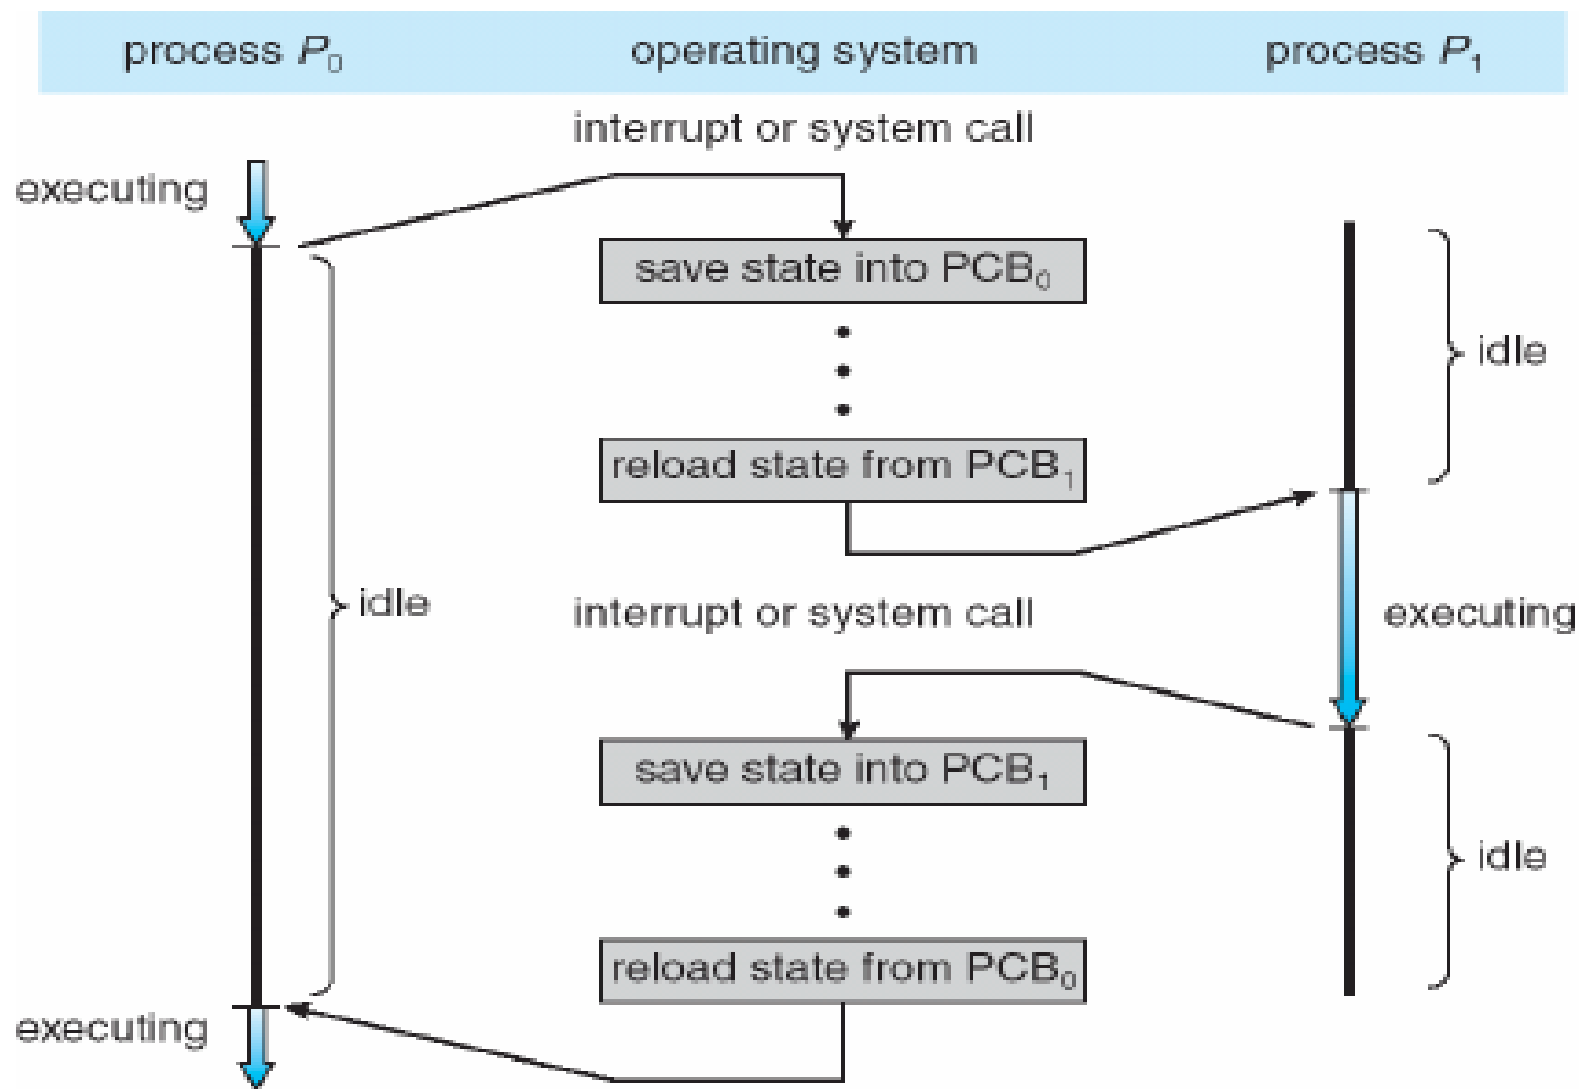 process P₀ operating system process P₁
interrupt or system call
executing
save state into PCB₀
idle
reload state from PCB₁
idle
interrupt or system call
executing
save state into PCB₁
idle
reload state from PCB₀
executing